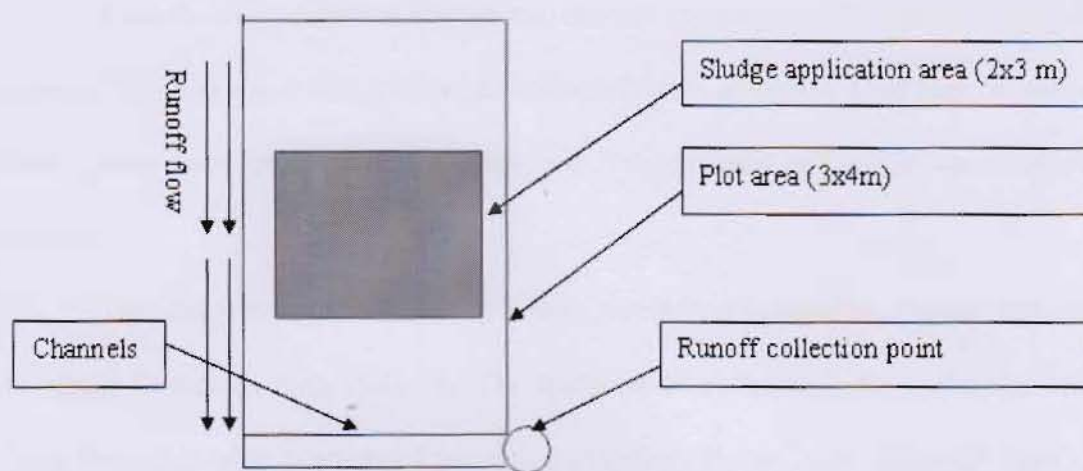 Runoff flow
Sludge application area (2x3 m)
Plot area (3x4m)
Channels
Runoff collection point